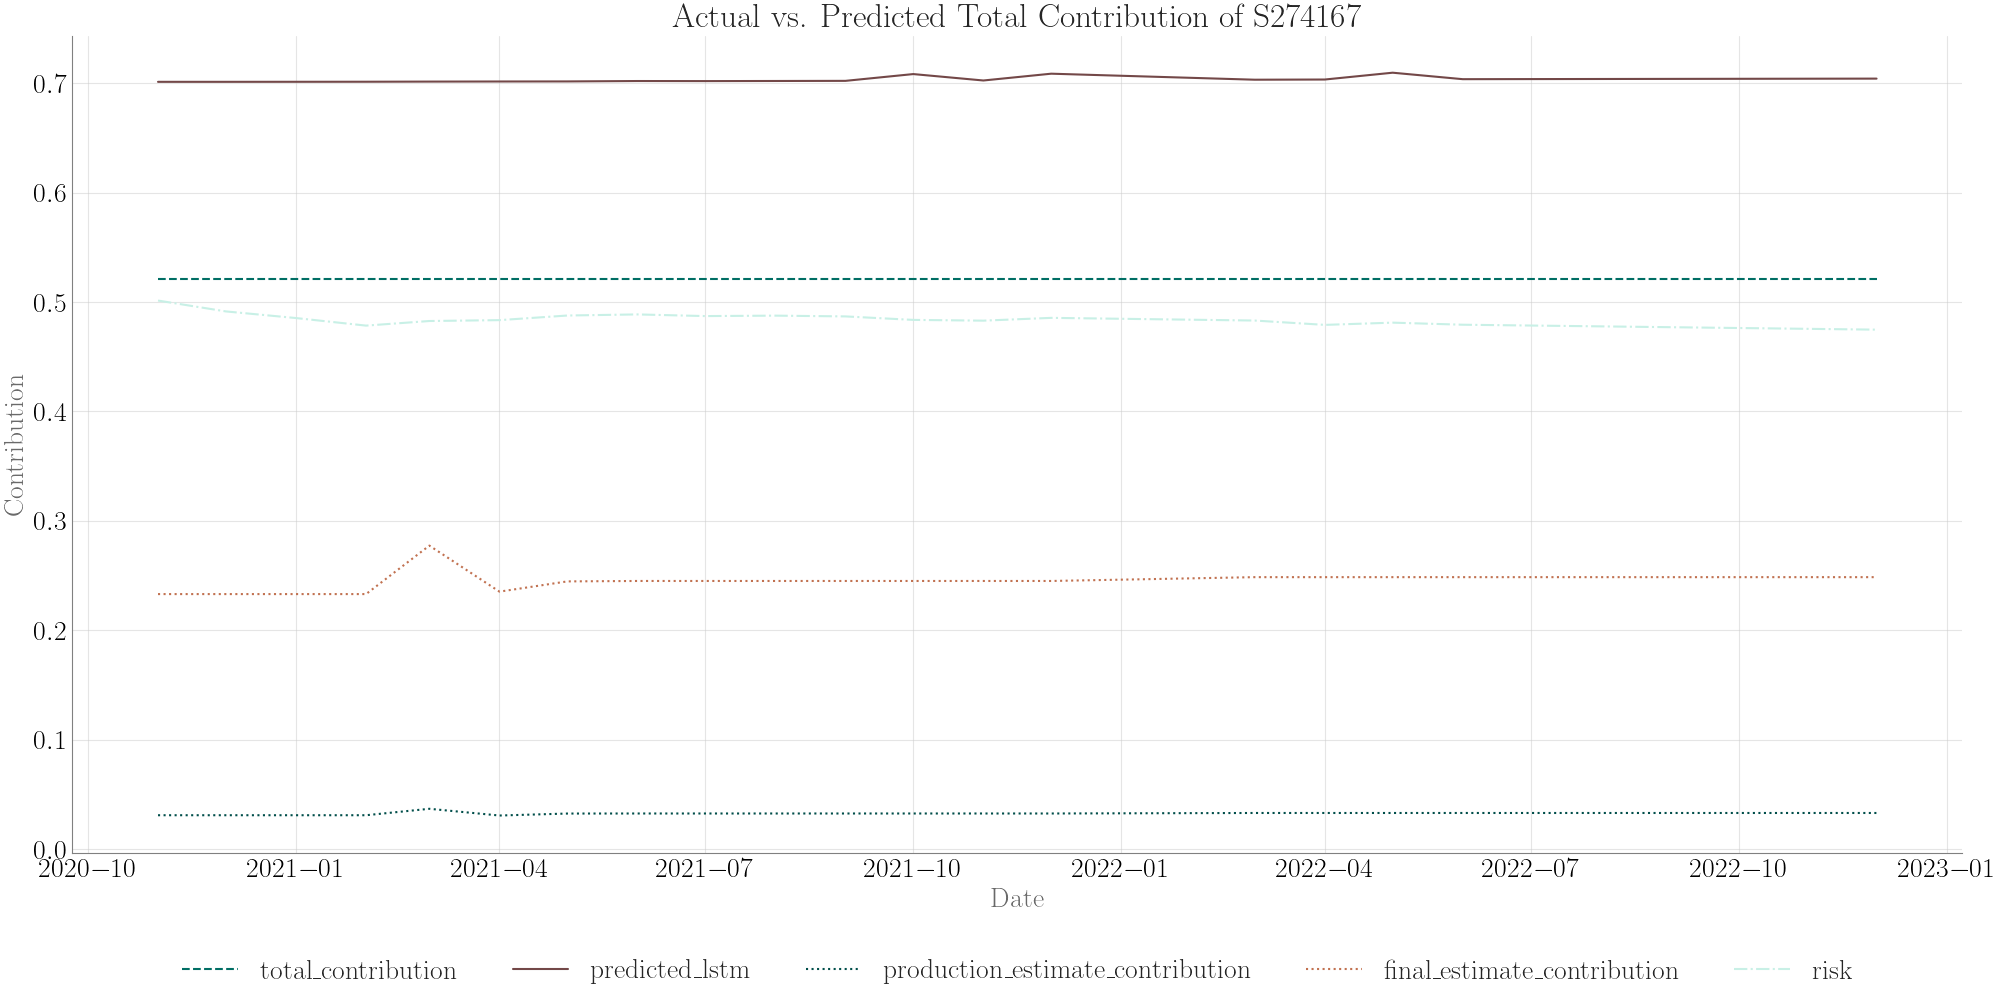 Actual vs. Predicted Total Contribution of S274167
0.7
0.6
0.5
0.4
0.3
0.2
0.1
0.0
Contribution
2020−10 2021−01 2021−04 2021−07 2021−10 2022−01 2022−04 2022−07 2022−10 2023−01
Date
total_contribution predicted_lstm production_estimate_contribution final_estimate_contribution risk